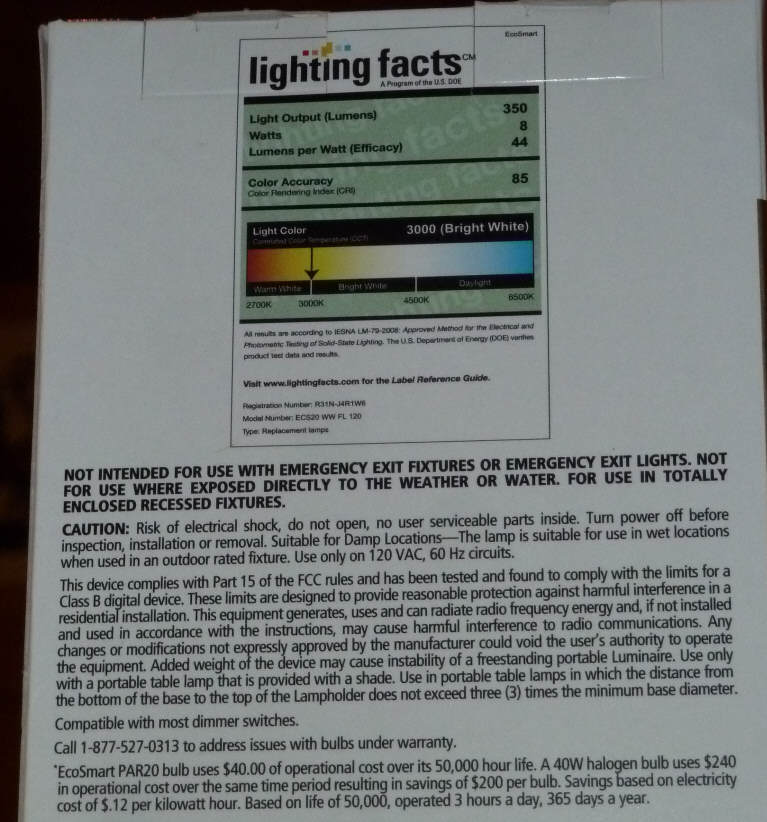 EcoSmart
lighting facts CM
A Program of the U.S. DOE
Light Output (Lumens) 350
Watts 8
Lumens per Watt (Efficacy) 44
Color Accuracy 85
Color Rendering Index (CRI)
Light Color 3000 (Bright White)
Correlated Color Temperature (CCT)
Warm White Bright White Daylight
2700K 3000K 4500K 6500K
All results are according to IESNA LM-79-2008: Approved Method for the Electrical and
Photometric Testing of Solid-State Lighting. The U.S. Department of Energy (DOE) verifies
product test data and results.
Visit www.lightingfacts.com for the Label Reference Guide.
Registration Number: R31N-J4R1W6
Model Number: ECS20 WW FL 120
Type: Replacement lamps
NOT INTENDED FOR USE WITH EMERGENCY EXIT FIXTURES OR EMERGENCY EXIT LIGHTS. NOT
FOR USE WHERE EXPOSED DIRECTLY TO THE WEATHER OR WATER. FOR USE IN TOTALLY
ENCLOSED RECESSED FIXTURES.
CAUTION: Risk of electrical shock, do not open, no user serviceable parts inside. Turn power off before
inspection, installation or removal. Suitable for Damp Locations—The lamp is suitable for use in wet locations
when used in an outdoor rated fixture. Use only on 120 VAC, 60 Hz circuits.
This device complies with Part 15 of the FCC rules and has been tested and found to comply with the limits for a
Class B digital device. These limits are designed to provide reasonable protection against harmful interference in a
residential installation. This equipment generates, uses and can radiate radio frequency energy and, if not installed
and used in accordance with the instructions, may cause harmful interference to radio communications. Any
changes or modifications not expressly approved by the manufacturer could void the user's authority to operate
the equipment. Added weight of the device may cause instability of a freestanding portable Luminaire. Use only
with a portable table lamp that is provided with a shade. Use in portable table lamps in which the distance from
the bottom of the base to the top of the Lampholder does not exceed three (3) times the minimum base diameter.
Compatible with most dimmer switches.
Call 1-877-527-0313 to address issues with bulbs under warranty.
*EcoSmart PAR20 bulb uses $40.00 of operational cost over its 50,000 hour life. A 40W halogen bulb uses $240
in operational cost over the same time period resulting in savings of $200 per bulb. Savings based on electricity
cost of $.12 per kilowatt hour. Based on life of 50,000, operated 3 hours a day, 365 days a year.